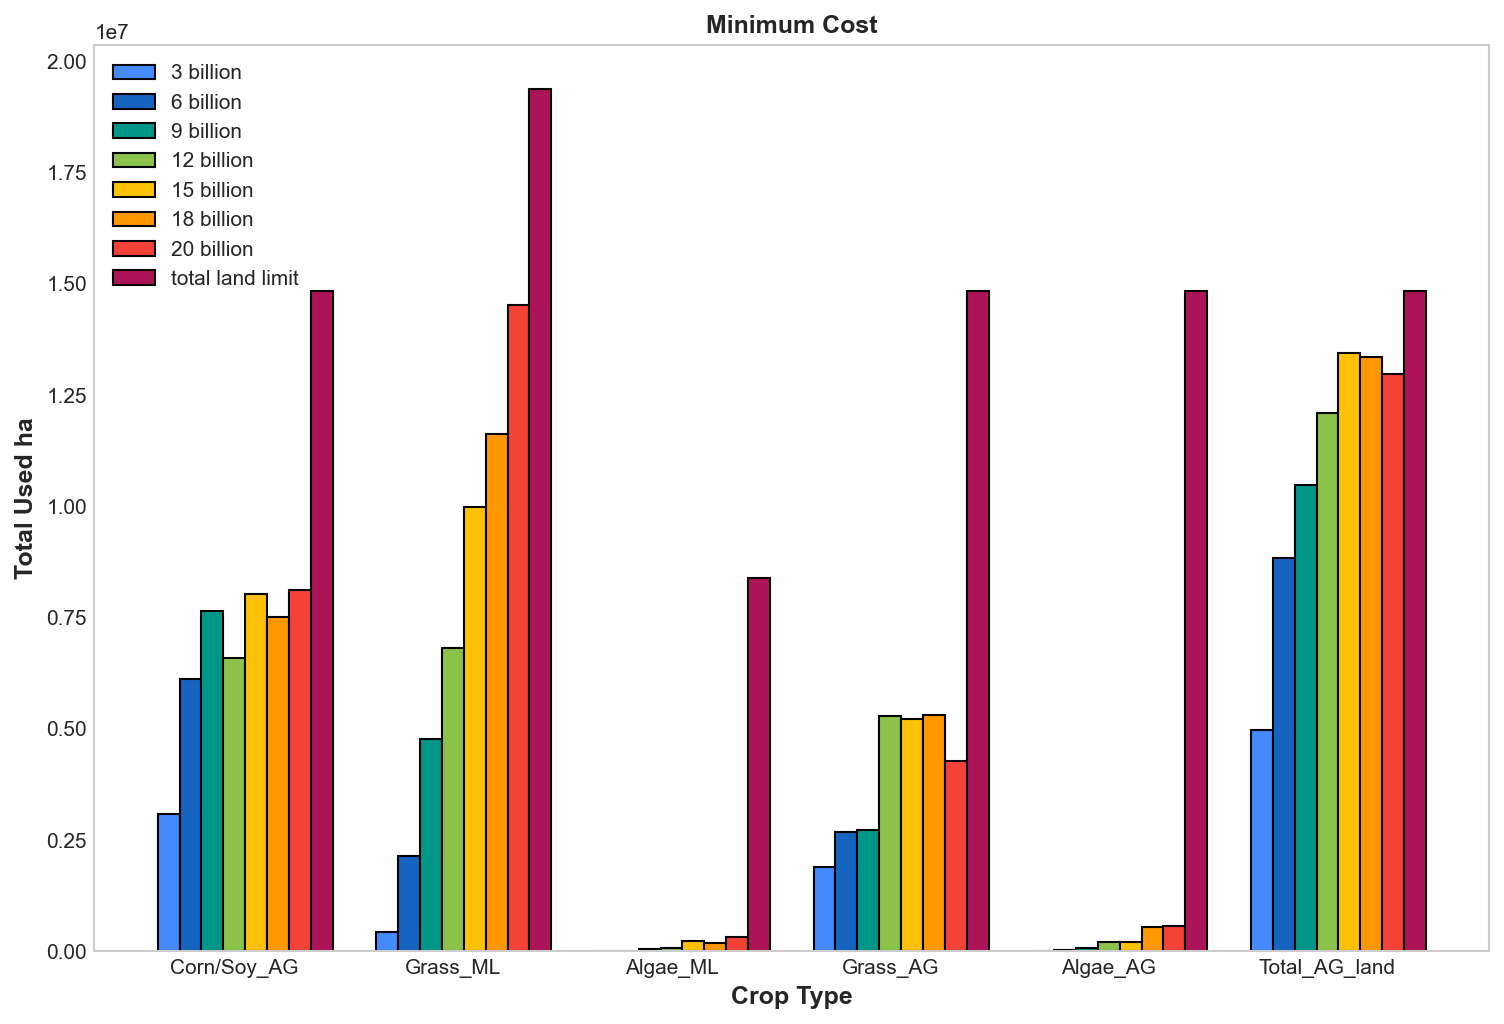 Minimum Cost
1e7
2.00
1.75
1.50
1.25
1.00
0.75
0.50
0.25
0.00
Total Used ha
3 billion
6 billion
9 billion
12 billion
15 billion
18 billion
20 billion
total land limit
Corn/Soy_AG
Grass_ML
Algae_ML
Grass_AG
Algae_AG
Total_AG_land
Crop Type